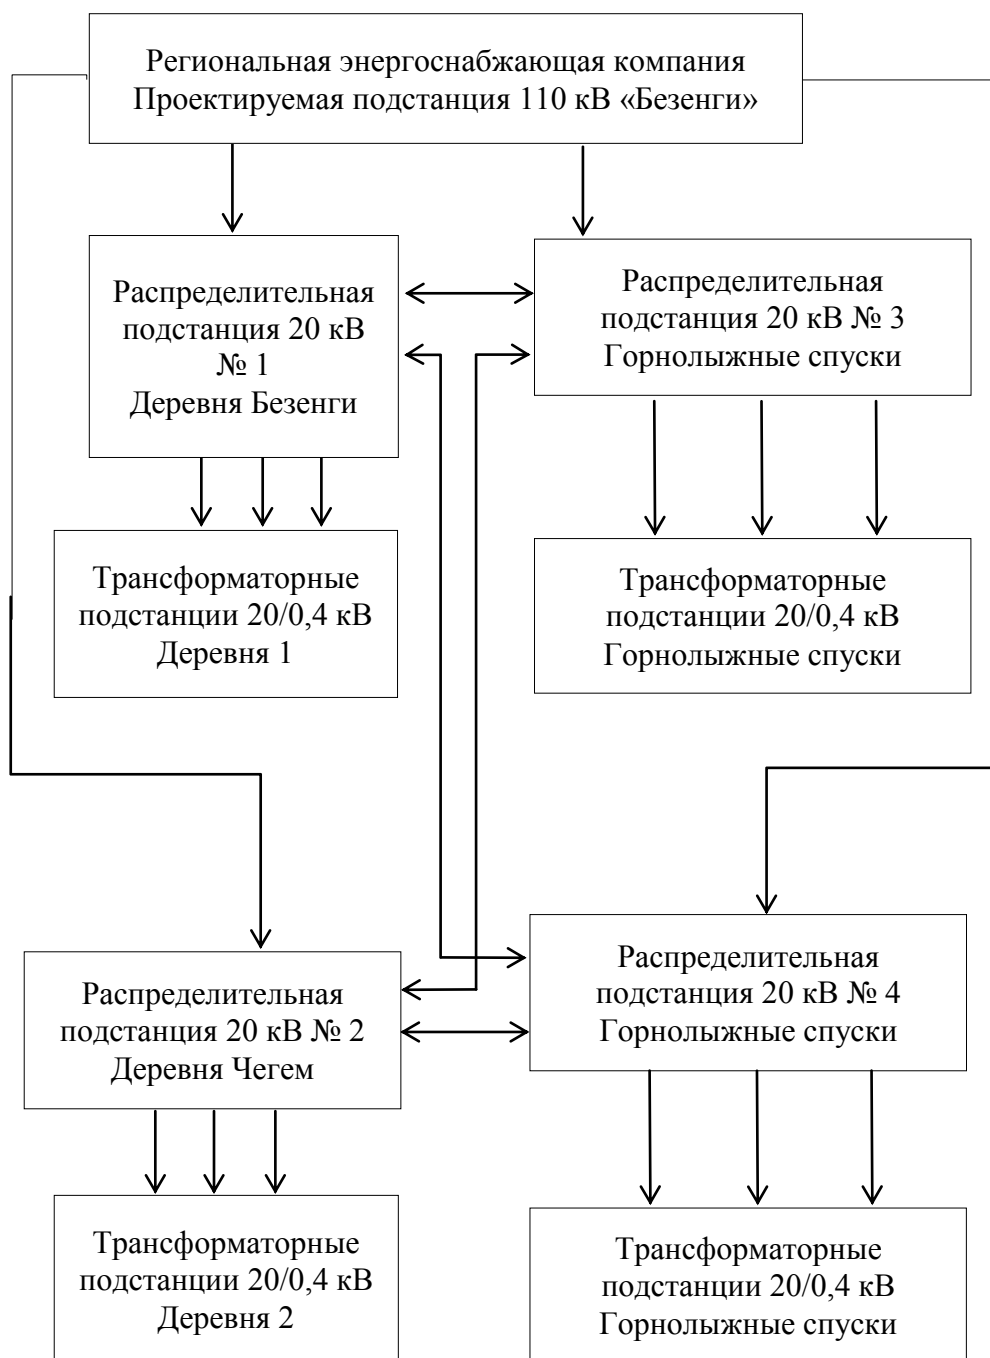 Региональная энергоснабжающая компания
Проектируемая подстанция 110 кВ «Безенги»
Распределительная
подстанция 20 кВ
№ 1
Деревня Безенги
Распределительная
подстанция 20 кВ № 3
Горнолыжные спуски
Трансформаторные
подстанции 20/0,4 кВ
Деревня 1
Трансформаторные
подстанции 20/0,4 кВ
Горнолыжные спуски
Распределительная
подстанция 20 кВ № 2
Деревня Чегем
Распределительная
подстанция 20 кВ № 4
Горнолыжные спуски
Трансформаторные
подстанции 20/0,4 кВ
Деревня 2
Трансформаторные
подстанции 20/0,4 кВ
Горнолыжные спуски